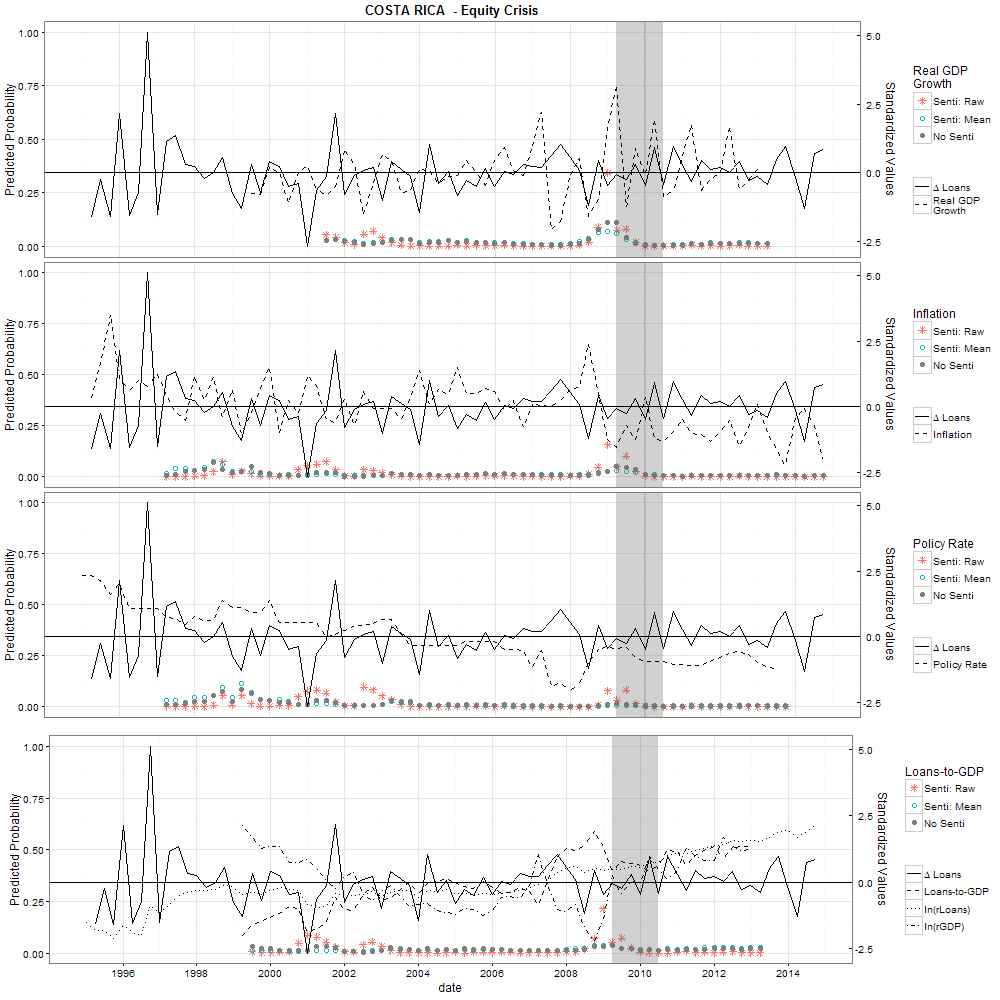 COSTA RICA - Equity Crisis
Predicted Probability
1.00
0.75
0.50
0.25
0.00
5.0
2.5
0.0
-2.5
Standardized Values
Real GDP
Growth
Senti: Raw
Senti: Mean
No Senti
Δ Loans
Real GDP
Growth
Predicted Probability
1.00
0.75
0.50
0.25
0.00
5.0
2.5
0.0
-2.5
Standardized Values
Inflation
Senti: Raw
Senti: Mean
No Senti
Δ Loans
Inflation
Predicted Probability
1.00
0.75
0.50
0.25
0.00
5.0
2.5
0.0
-2.5
Standardized Values
Policy Rate
Senti: Raw
Senti: Mean
No Senti
Δ Loans
Policy Rate
Predicted Probability
1.00
0.75
0.50
0.25
0.00
5.0
2.5
0.0
-2.5
Standardized Values
Loans-to-GDP
Senti: Raw
Senti: Mean
No Senti
Δ Loans
Loans-to-GDP
ln(rLoans)
ln(rGDP)
1996 1998 2000 2002 2004 2006 2008 2010 2012 2014
date